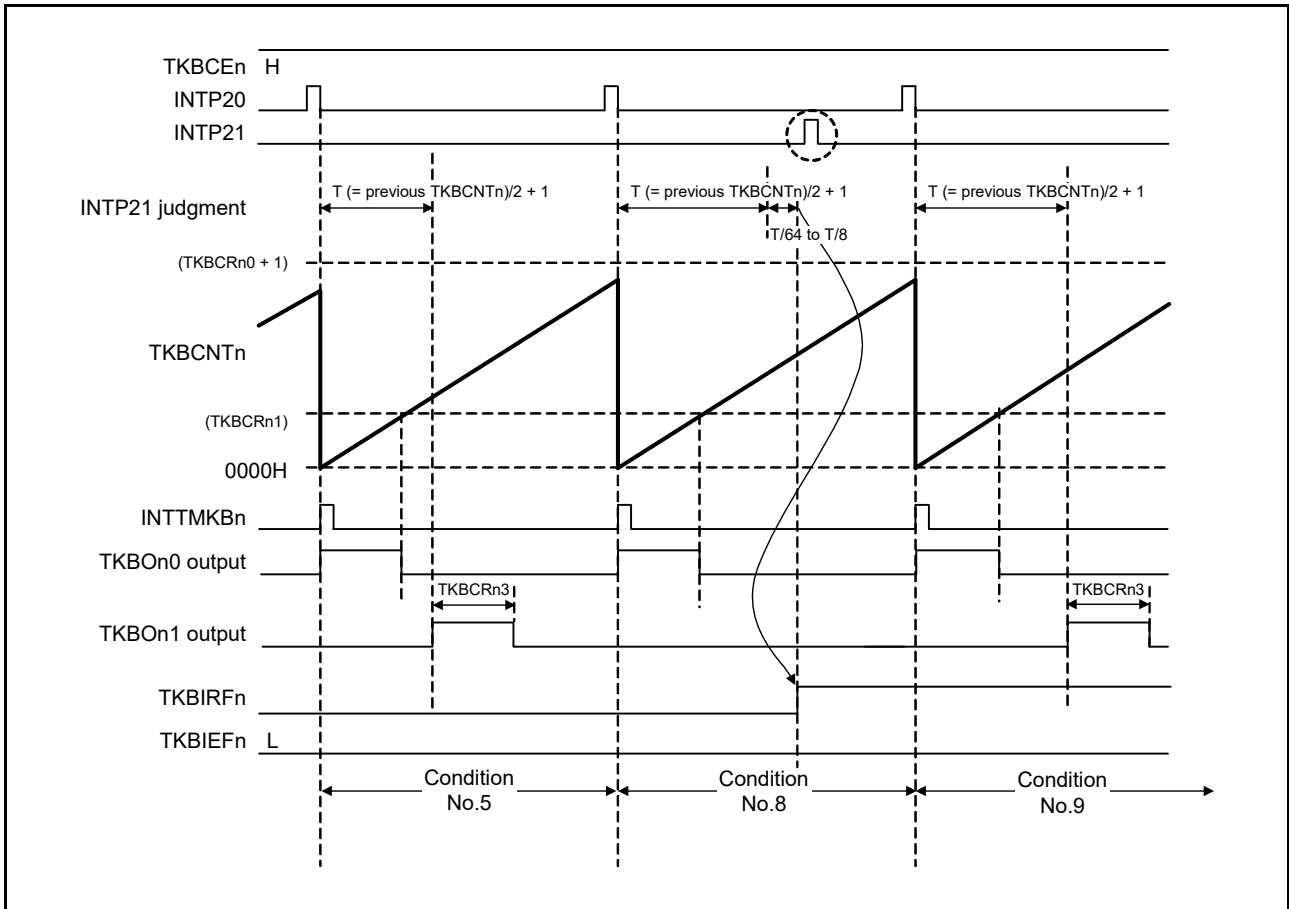 TKBCEn H
INTP20
INTP21
INTP21 judgment
T (= previous TKBCNTn)/2 + 1
T (= previous TKBCNTn)/2 + 1
T (= previous TKBCNTn)/2 + 1
T/64 to T/8
(TKBCRn0 + 1)
TKBCNTn
(TKBCRn1)
0000H
INTTMKBn
TKBOn0 output
TKBCRn3
TKBCRn3
TKBOn1 output
TKBIRFn
TKBIEFn L
Condition
No.5
Condition
No.8
Condition
No.9